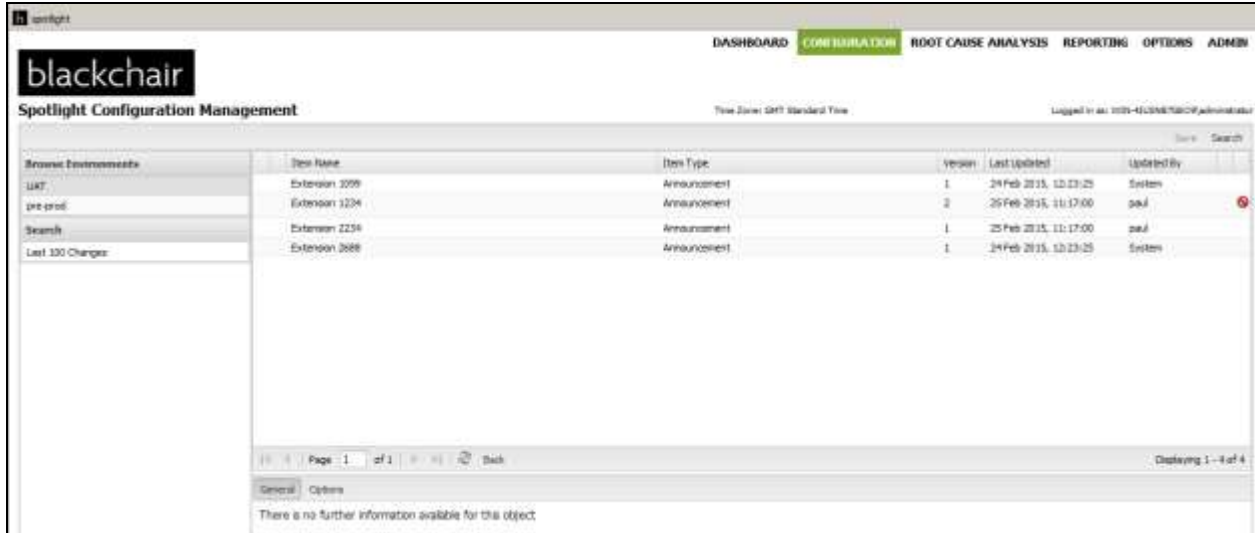 spotlight
DASHBOARD CONFIGURATION ROOT CAUSE ANALYSIS REPORTING OPTIONS ADMIN
blackchair
Spotlight Configuration Management Time Zone: GMT Standard Time Logged in as:
Save Search
Browse Environments Item Name Item Type Version Last Updated Updated By
UAT Extension 1099 Announcement 1 24 Feb 2015, 12:23:25 System
pre-prod Extension 1234 Announcement 2 25 Feb 2015, 11:17:00 paul
Search Extension 2234 Announcement 1 25 Feb 2015, 11:17:00 paul
Last 100 Changes Extension 2688 Announcement 1 24 Feb 2015, 12:23:25 System
Page 1 of 1 Back Displaying 1 - 4 of 4
General Options
There is no further information available for this object